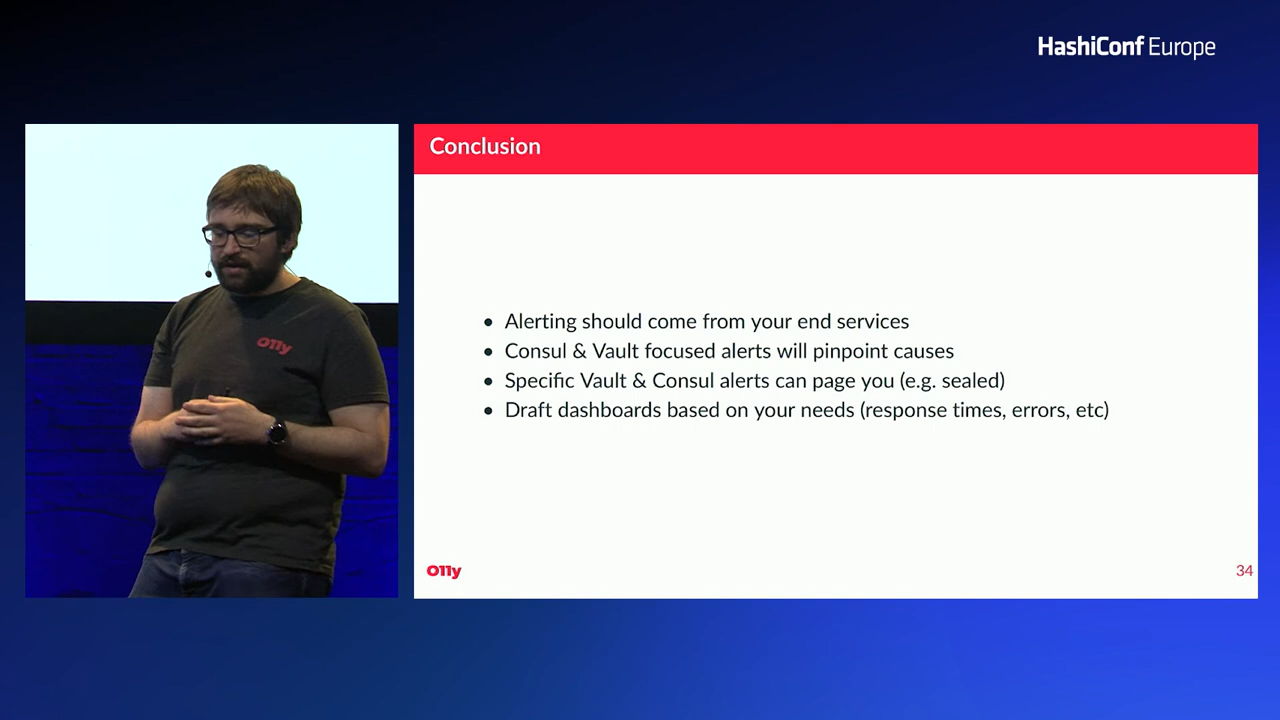 HashiConf Europe
Conclusion
O11y
• Alerting should come from your end services
• Consul & Vault focused alerts will pinpoint causes
• Specific Vault & Consul alerts can page you (e.g. sealed)
• Draft dashboards based on your needs (response times, errors, etc)
O11y
34